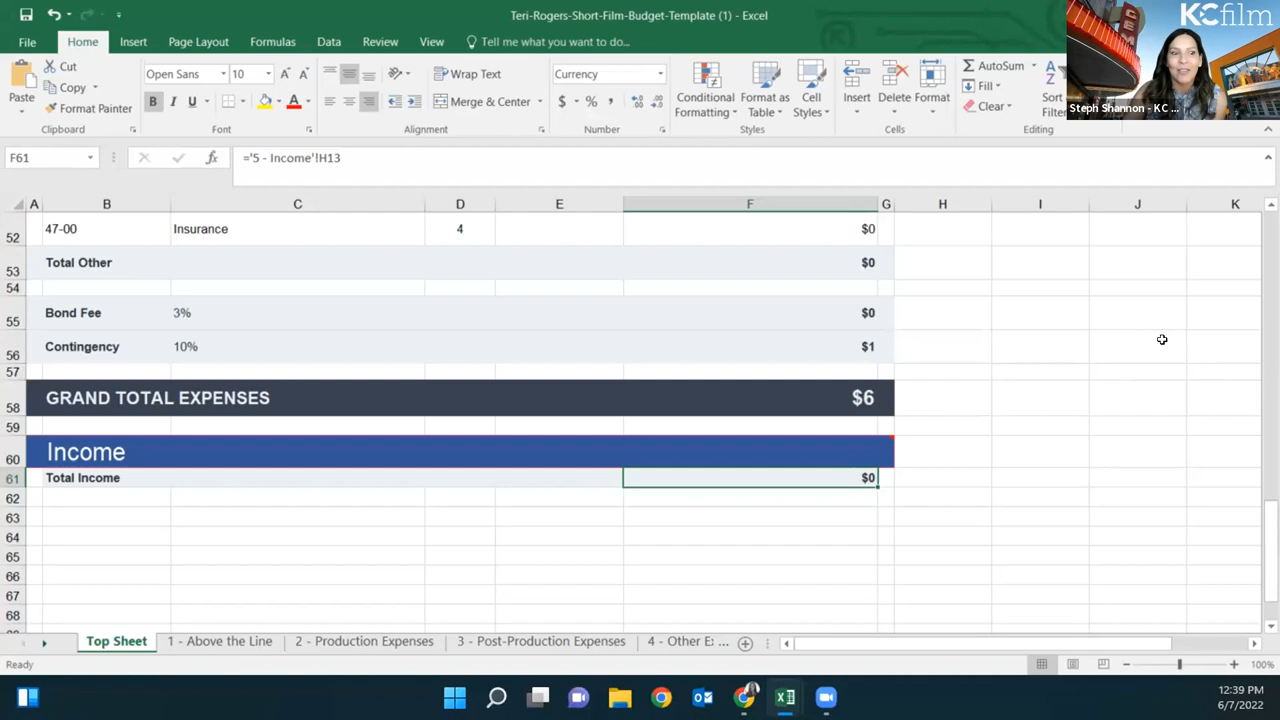 Teri-Rogers-Short-Film-Budget-Template (1) - Excel
KCfilm
Steph Shannon - KC ...
File Home Insert Page Layout Formulas Data Review View Tell me what you want to do...
Paste
Cut
Copy
Format Painter
Clipboard
Open Sans 10 A A
B I U A
Font
Wrap Text
Merge & Center
Alignment
Currency
$ % ,
Number
Conditional Formatting
Format as Table
Cell Styles
Styles
Insert
Delete
Format
Cells
AutoSum
Fill
Clear
Sort
Filter
Editing
F61 fx ='5 - Income'!H13
A B C D E F G H I J K
52 47-00 Insurance 4 $0
53 Total Other $0
54
55 Bond Fee 3% $0
56 Contingency 10% $1
57
58 GRAND TOTAL EXPENSES $6
59
60 Income
61 Total Income $0
62
63
64
65
66
67
68
Top Sheet 1 - Above the Line 2 - Production Expenses 3 - Post-Production Expenses 4 - Other E: ...
Ready 100%
12:39 PM
6/7/2022